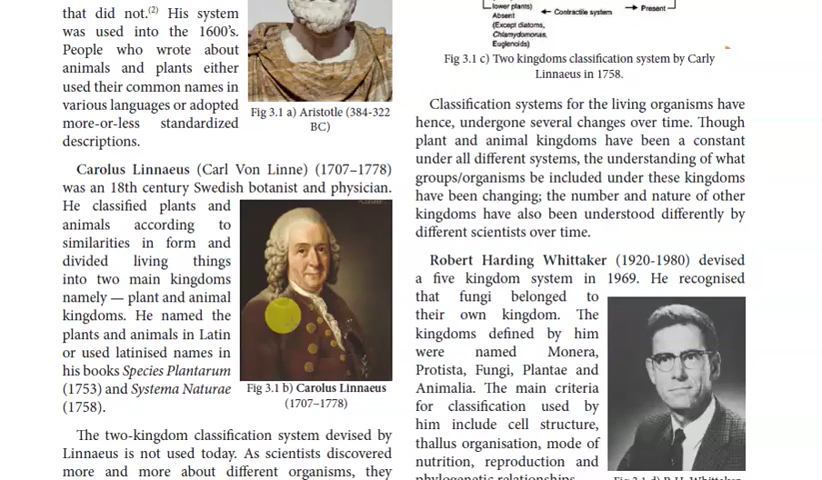 that did not.(2) His system
was used into the 1600's.
People who wrote about
animals and plants either
used their common names in
various languages or adopted
more-or-less standardized
descriptions.
Fig 3.1 a) Aristotle (384-322
BC)
Carolus Linnaeus (Carl Von Linne) (1707–1778)
was an 18th century Swedish botanist and physician.
He classified plants and
animals according to
similarities in form and
divided living things
into two main kingdoms
namely — plant and animal
kingdoms. He named the
plants and animals in Latin
or used latinised names in
his books Species Plantarum
(1753) and Systema Naturae
(1758).
Fig 3.1 b) Carolus Linnaeus
(1707–1778)
The two-kingdom classification system devised by
Linnaeus is not used today. As scientists discovered
more and more about different organisms, they
lower plants)
Absent
(Except diatoms,
Chlamydomonas,
Euglenoids)
Contractile system
Present
Fig 3.1 c) Two kingdoms classification system by Carly
Linnaeus in 1758.
Classification systems for the living organisms have
hence, undergone several changes over time. Though
plant and animal kingdoms have been a constant
under all different systems, the understanding of what
groups/organisms be included under these kingdoms
have been changing; the number and nature of other
kingdoms have also been understood differently by
different scientists over time.
Robert Harding Whittaker (1920-1980) devised
a five kingdom system in 1969. He recognised
that fungi belonged to
their own kingdom. The
kingdoms defined by him
were named Monera,
Protista, Fungi, Plantae and
Animalia. The main criteria
for classification used by
him include cell structure,
thallus organisation, mode of
nutrition, reproduction and
phylogenetic relationships.
Fig 3.1 d) R.H. Whittaker